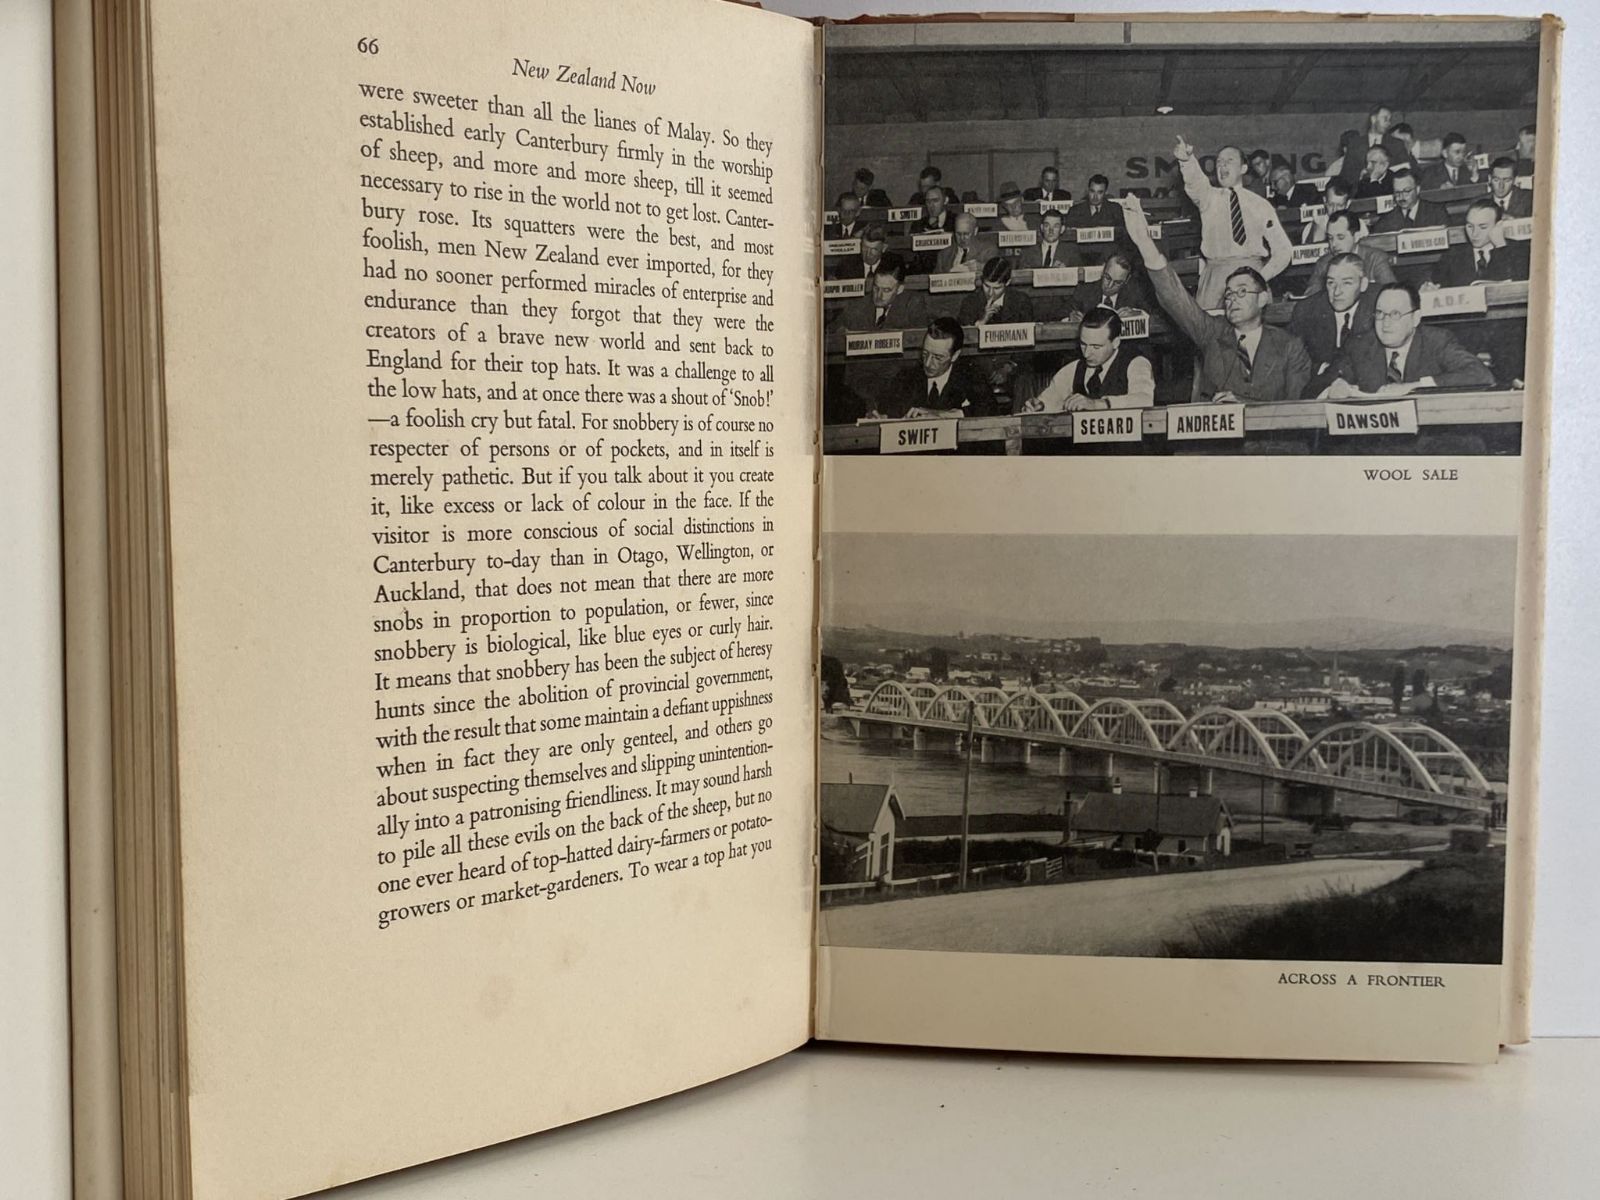 66
New Zealand Now
were sweeter than all the lianes of Malay. So they
established early Canterbury firmly in the worship
of sheep, and more and more sheep, till it seemed
necessary to rise in the world not to get lost. Canter-
bury rose. Its squatters were the best, and most
foolish, men New Zealand ever imported, for they
had no sooner performed miracles of enterprise and
endurance than they forgot that they were the
creators of a brave new world and sent back to
England for their top hats. It was a challenge to all
the low hats, and at once there was a shout of ‘Snob!’
—a foolish cry but fatal. For snobbery is of course no
respecter of persons or of pockets, and in itself is
merely pathetic. But if you talk about it you create
it, like excess or lack of colour in the face. If the
visitor is more conscious of social distinctions in
Canterbury to-day than in Otago, Wellington, or
Auckland, that does not mean that there are more
snobs in proportion to population, or fewer, since
snobbery is biological, like blue eyes or curly hair.
It means that snobbery has been the subject of heresy
hunts since the abolition of provincial government,
with the result that some maintain a defiant uppishness
when in fact they are only genteel, and others go
about suspecting themselves and slipping unintention-
ally into a patronising friendliness. It may sound harsh
to pile all these evils on the back of the sheep, but no
one ever heard of top-hatted dairy-farmers or potato-
growers or market-gardeners. To wear a top hat you
SMOKING
N. SMITH
CRUICKSHANK
A.D.F.
MURRAY ROBERTS
FUHRMANN
GHTON
SWIFT
SEGARD
ANDREAE
DAWSON
WOOL SALE
ACROSS A FRONTIER